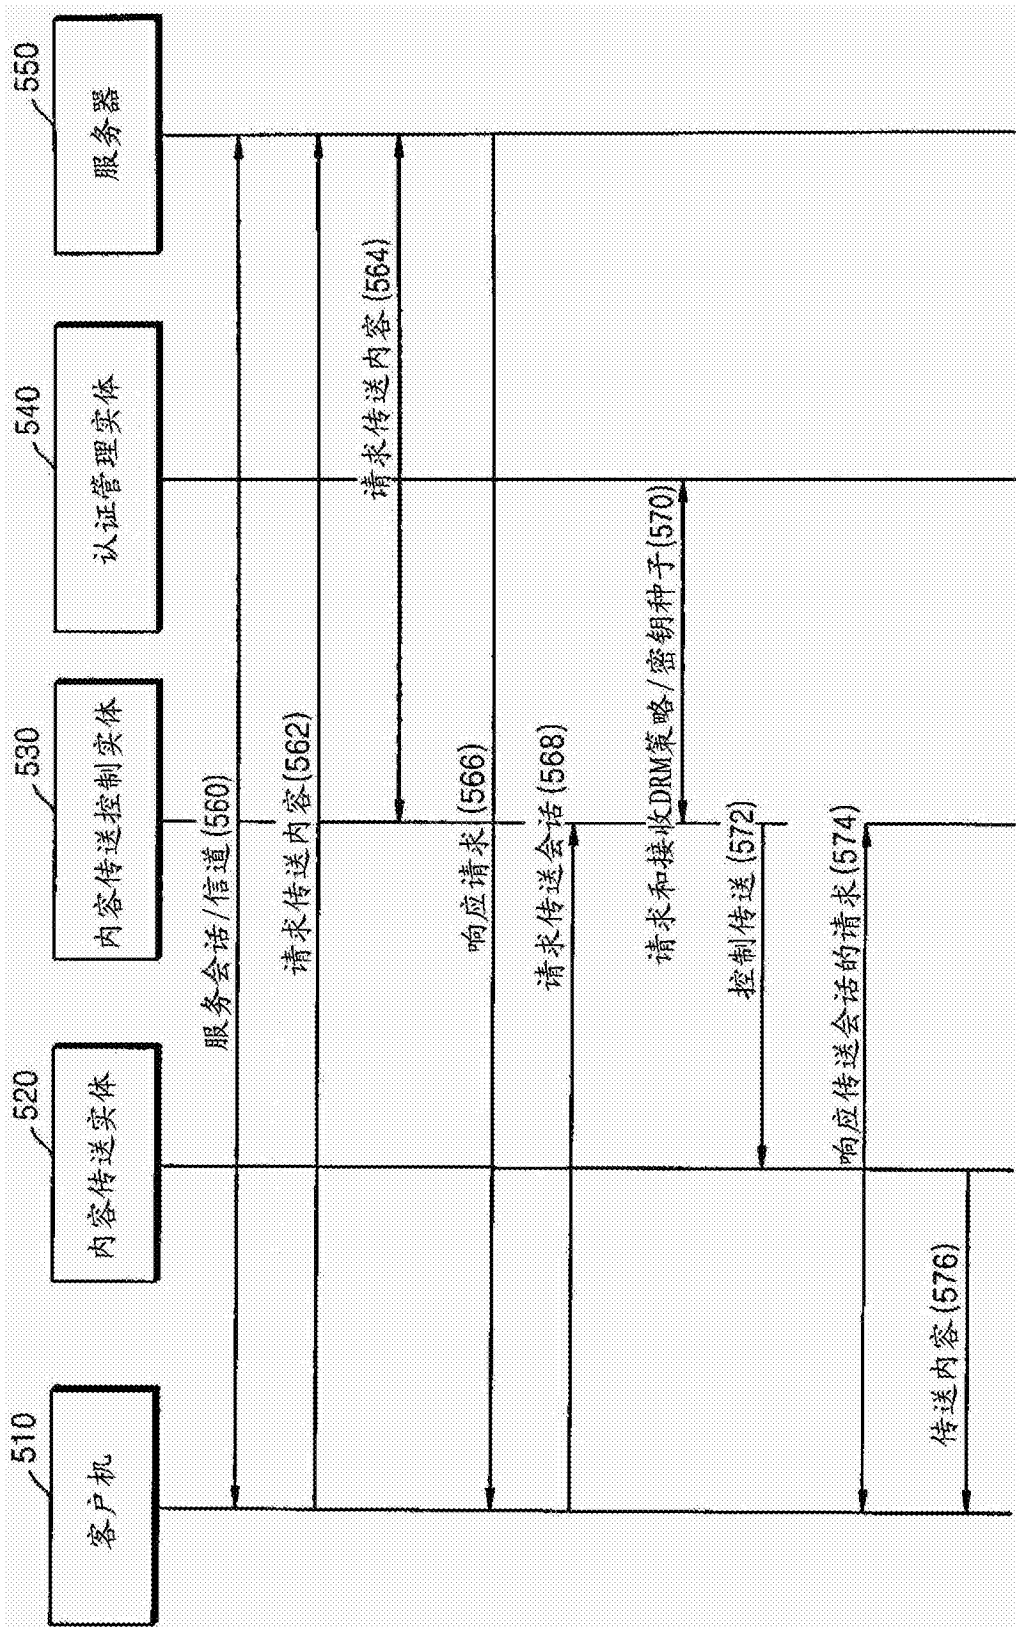 510
客户机
520
内容传送实体
530
内容传送控制实体
540
认证管理实体
550
服务器
服务会话/信道(560)
请求传送内容(562)
请求传送内容(564)
响应请求(566)
请求传送会话(568)
请求和接收DRM策略/密钥种子(570)
控制传送(572)
响应传送会话的请求(574)
传送内容(576)